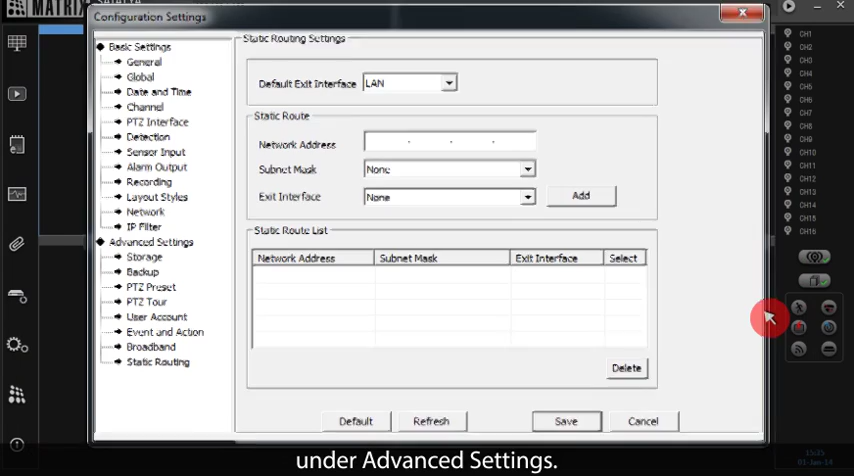 MATRIX
Configuration Settings
Basic Settings
General
Global
Date and Time
Channel
PTZ Interface
Detection
Sensor Input
Alarm Output
Recording
Layout Styles
Network
IP Filter
Advanced Settings
Storage
Backup
PTZ Preset
PTZ Tour
User Account
Event and Action
Broadband
Static Routing
Static Routing Settings
Default Exit Interface LAN
Static Route
Network Address
Subnet Mask None
Exit Interface None Add
Static Route List
Network Address Subnet Mask Exit Interface Select
Delete
Default Refresh Save Cancel
CH1
CH2
CH3
CH4
CH5
CH6
CH7
CH8
CH9
CH10
CH11
CH12
CH13
CH14
CH15
CH16
01-Jan-14
under Advanced Settings.